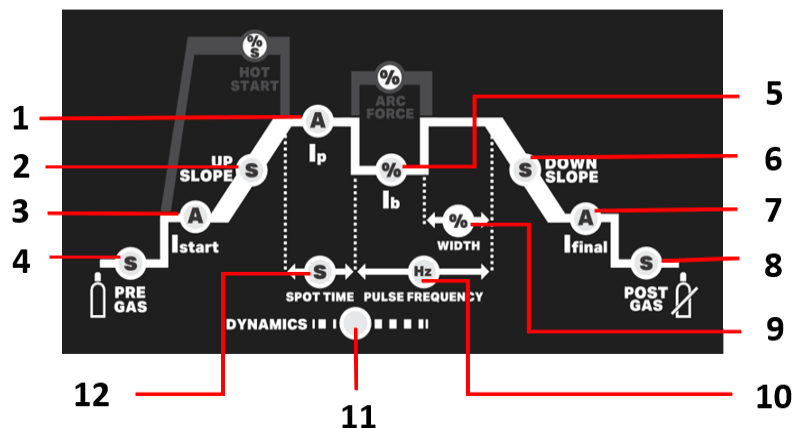 %
S
HOT
START
%
ARC
FORCE
1
A
Ip
5
2
UP
SLOPE
S
%
Ib
S
DOWN
SLOPE
6
3
A
Istart
%
WIDTH
A
Ifinal
7
4
S
PRE
GAS
S
SPOT TIME
Hz
PULSE FREQUENCY
S
POST
GAS
8
DYNAMICS
9
12
11
10